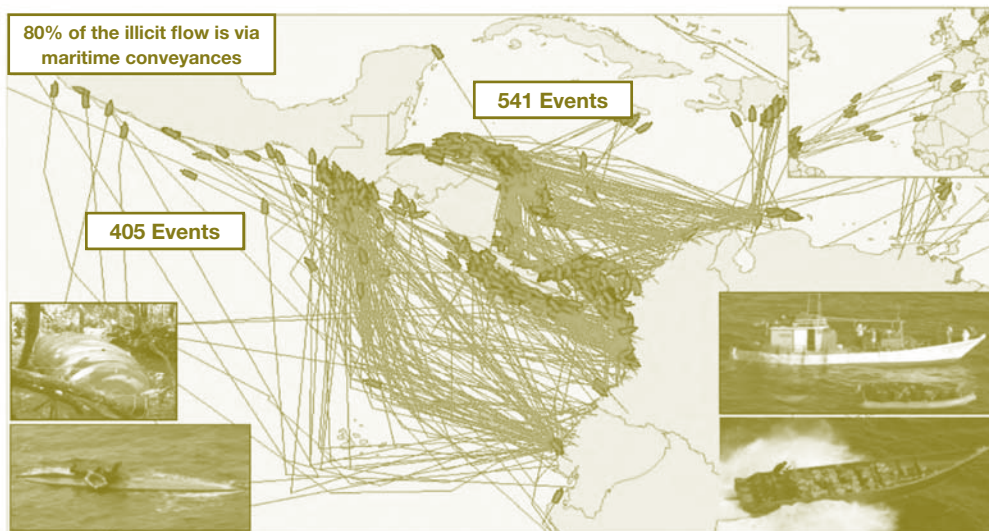 80% of the illicit flow is via
maritime conveyances
541 Events
405 Events